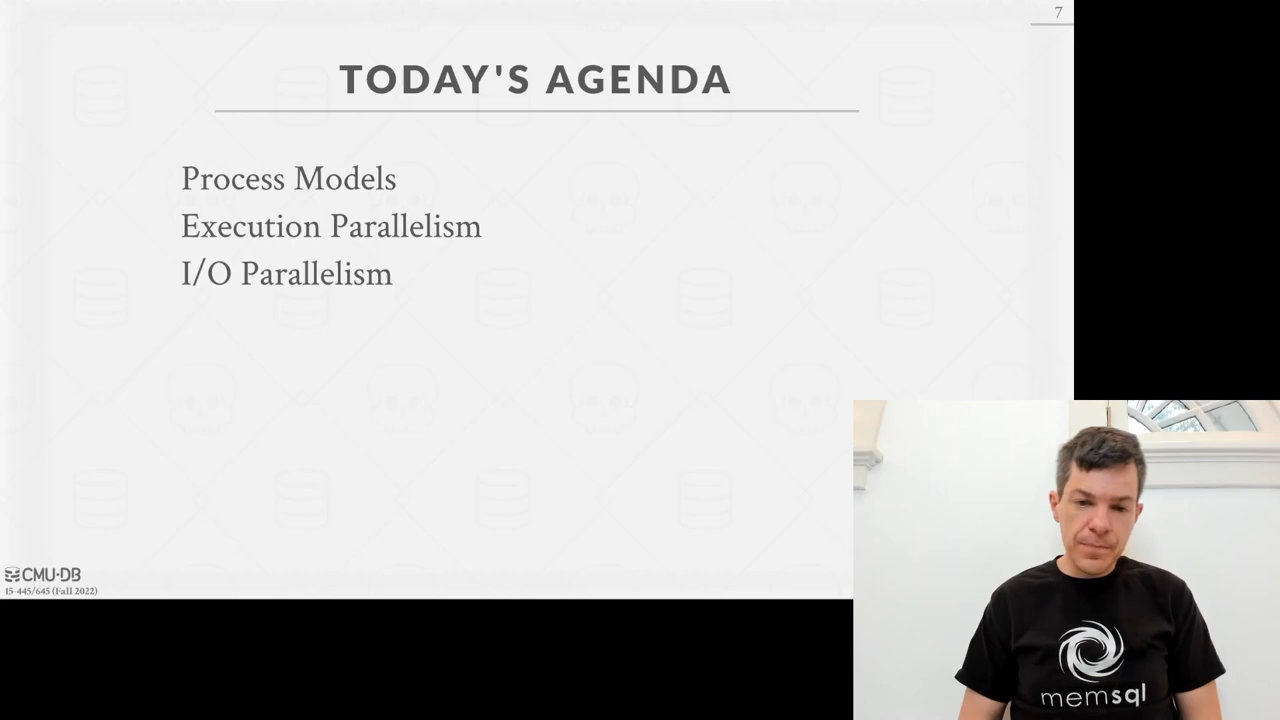 7
TODAY'S AGENDA
Process Models
Execution Parallelism
I/O Parallelism
CMU·DB
15-445/645 (Fall 2022)
memsql